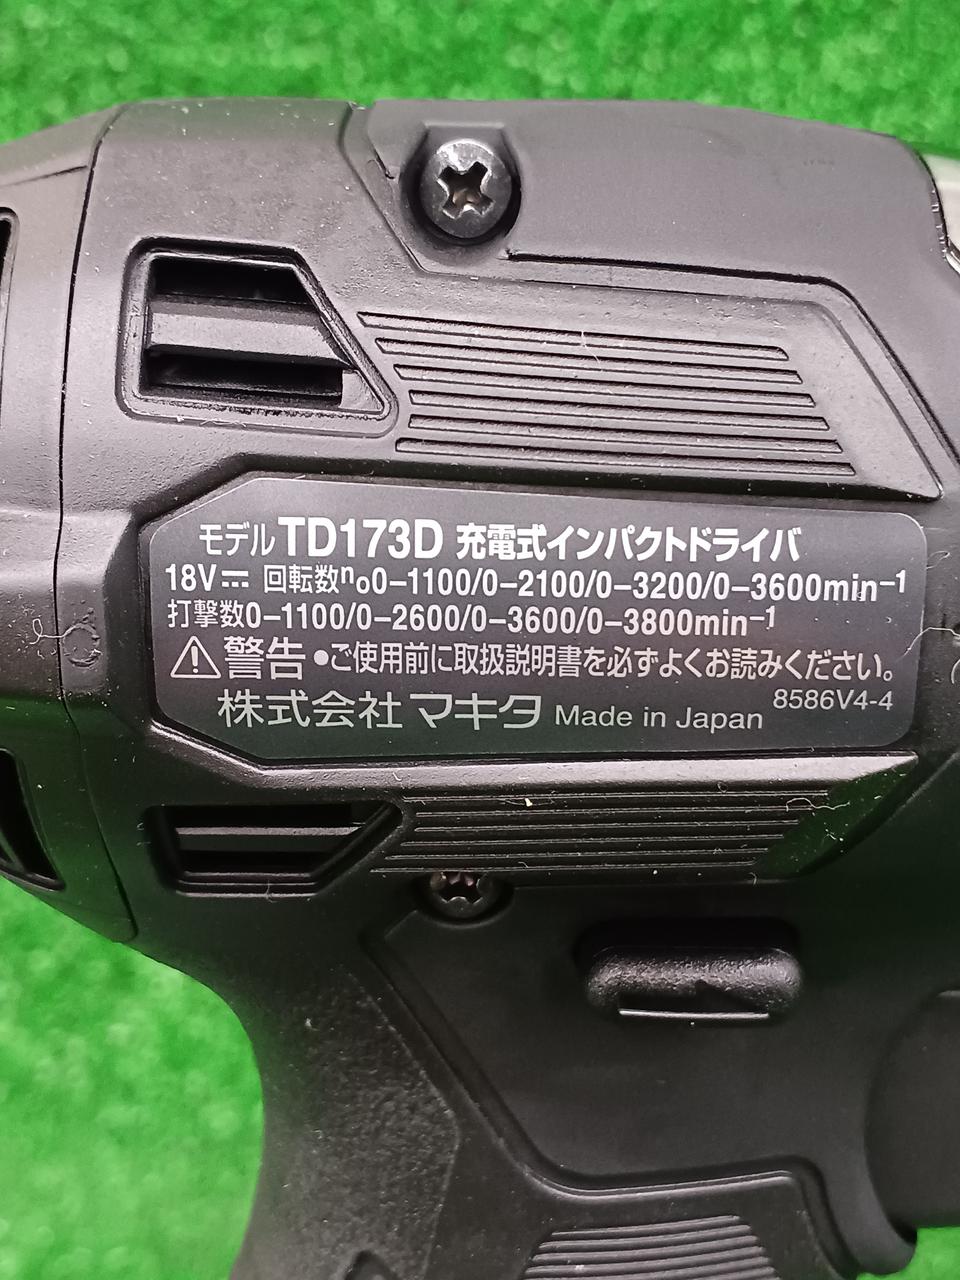 モデル TD173D 充電式インパクトドライバ
18V⎓ 回転数n₀0-1100/0-2100/0-3200/0-3600min⁻¹
打撃数0-1100/0-2600/0-3600/0-3800min⁻¹
⚠警告 ●ご使用前に取扱説明書を必ずよくお読みください。
株式会社 マキタ Made in Japan 8586V4-4